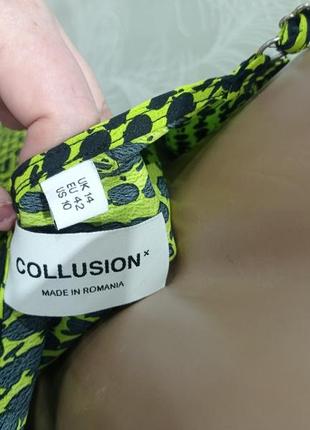 UK 14
EU 42
US 10
COLLUSION x
MADE IN ROMANIA